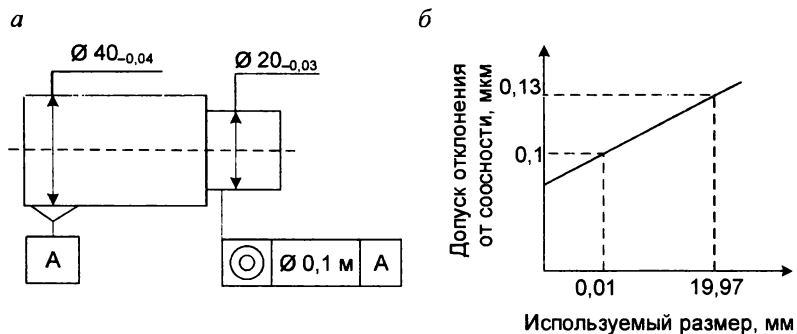 а
Ø 40–0,04
Ø 20–0,03
A
Ø 0,1 м
A
б
Допуск отклонения
от соосности, мкм
0,13
0,1
0,01
19,97
Используемый размер, мм